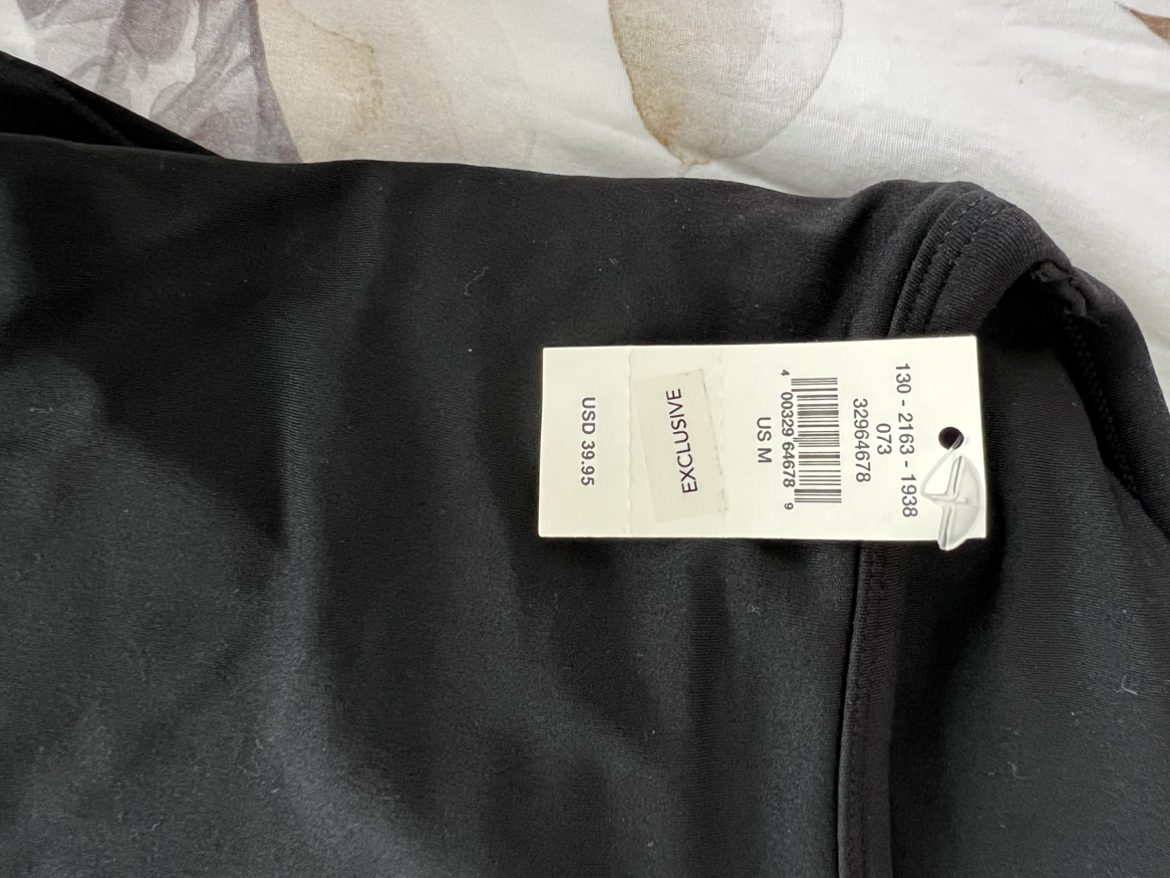 130 - 2163 - 1938
073
32964678
4 00329 64678 9
US M
EXCLUSIVE
USD 39.95